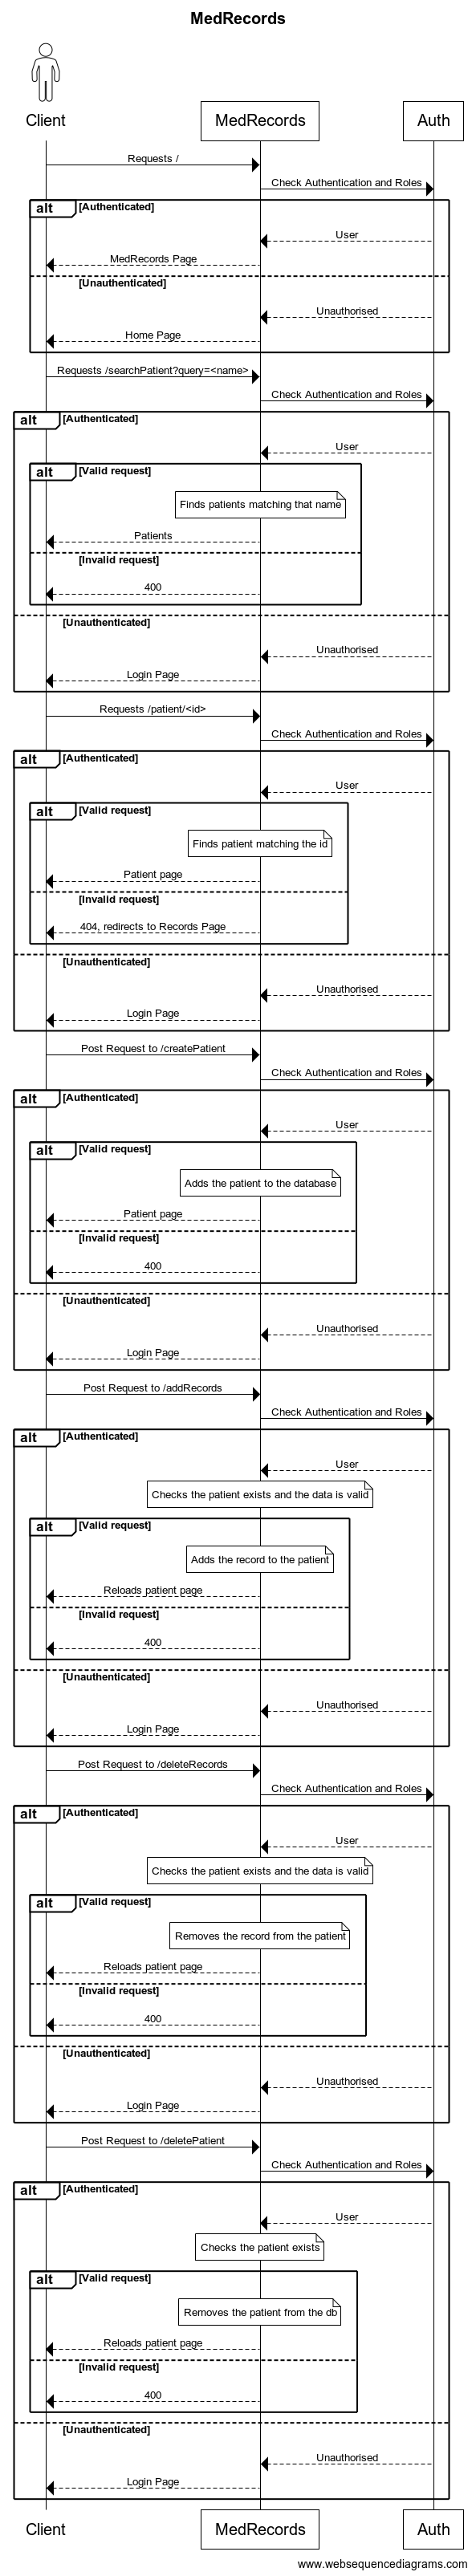 MedRecords
Client
MedRecords
Auth
Requests /
Check Authentication and Roles
alt
[Authenticated]
User
MedRecords Page
[Unauthenticated]
Unauthorised
Home Page
Requests /searchPatient?query=<name>
Check Authentication and Roles
alt
[Authenticated]
User
alt
[Valid request]
Finds patients matching that name
Patients
[Invalid request]
400
[Unauthenticated]
Unauthorised
Login Page
Requests /patient/<id>
Check Authentication and Roles
alt
[Authenticated]
User
alt
[Valid request]
Finds patient matching the id
Patient page
[Invalid request]
404, redirects to Records Page
[Unauthenticated]
Unauthorised
Login Page
Post Request to /createPatient
Check Authentication and Roles
alt
[Authenticated]
User
alt
[Valid request]
Adds the patient to the database
Patient page
[Invalid request]
400
[Unauthenticated]
Unauthorised
Login Page
Post Request to /addRecords
Check Authentication and Roles
alt
[Authenticated]
User
Checks the patient exists and the data is valid
alt
[Valid request]
Adds the record to the patient
Reloads patient page
[Invalid request]
400
[Unauthenticated]
Unauthorised
Login Page
Post Request to /deleteRecords
Check Authentication and Roles
alt
[Authenticated]
User
Checks the patient exists and the data is valid
alt
[Valid request]
Removes the record from the patient
Reloads patient page
[Invalid request]
400
[Unauthenticated]
Unauthorised
Login Page
Post Request to /deletePatient
Check Authentication and Roles
alt
[Authenticated]
User
Checks the patient exists
alt
[Valid request]
Removes the patient from the db
Reloads patient page
[Invalid request]
400
[Unauthenticated]
Unauthorised
Login Page
Client
MedRecords
Auth
www.websequencediagrams.com